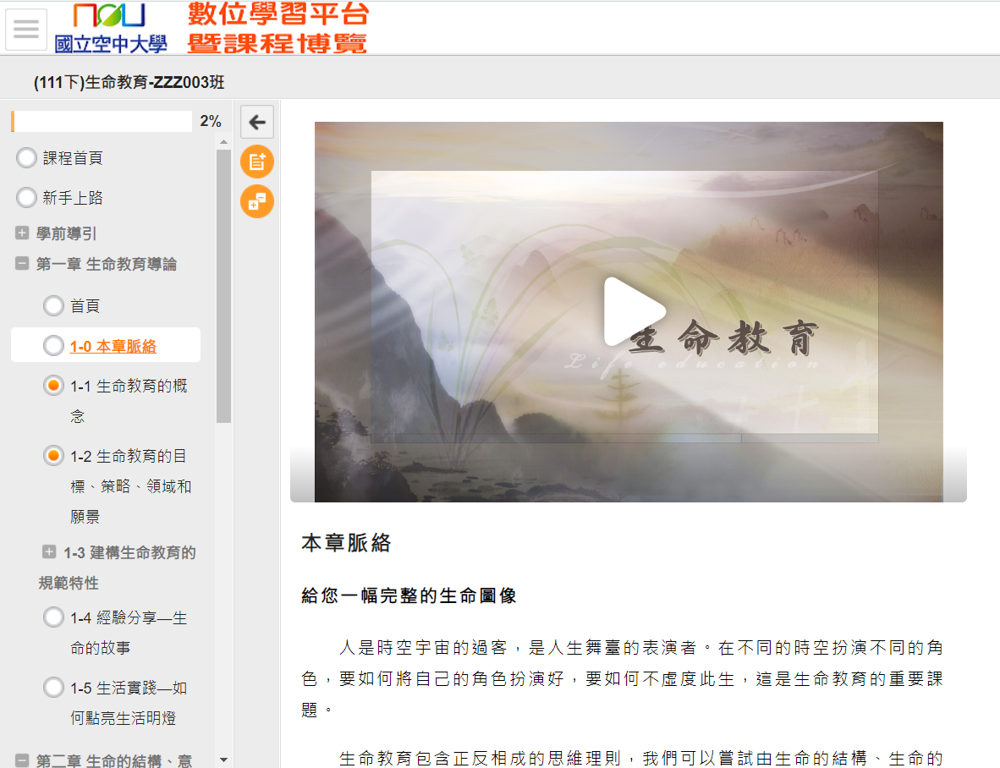 nou
國立空中大學
數位學習平台
暨課程博覽
(111下)生命教育-ZZZ003班
2%
課程首頁
新手上路
學前導引
第一章 生命教育導論
首頁
1-0 本章脈絡
1-1 生命教育的概
念
1-2 生命教育的目
標、策略、領域和
願景
1-3 建構生命教育的
規範特性
1-4 經驗分享—生
命的故事
1-5 生活實踐—如
何點亮生活明燈
第二章 生命的結構、意
生命教育
Life education
本章脈絡
給您一幅完整的生命圖像
人是時空宇宙的過客，是人生舞臺的表演者。在不同的時空扮演不同的角
色，要如何將自己的角色扮演好，要如何不虛度此生，這是生命教育的重要課
題。
生命教育包含正反相成的思維理則，我們可以嘗試由生命的結構、生命的